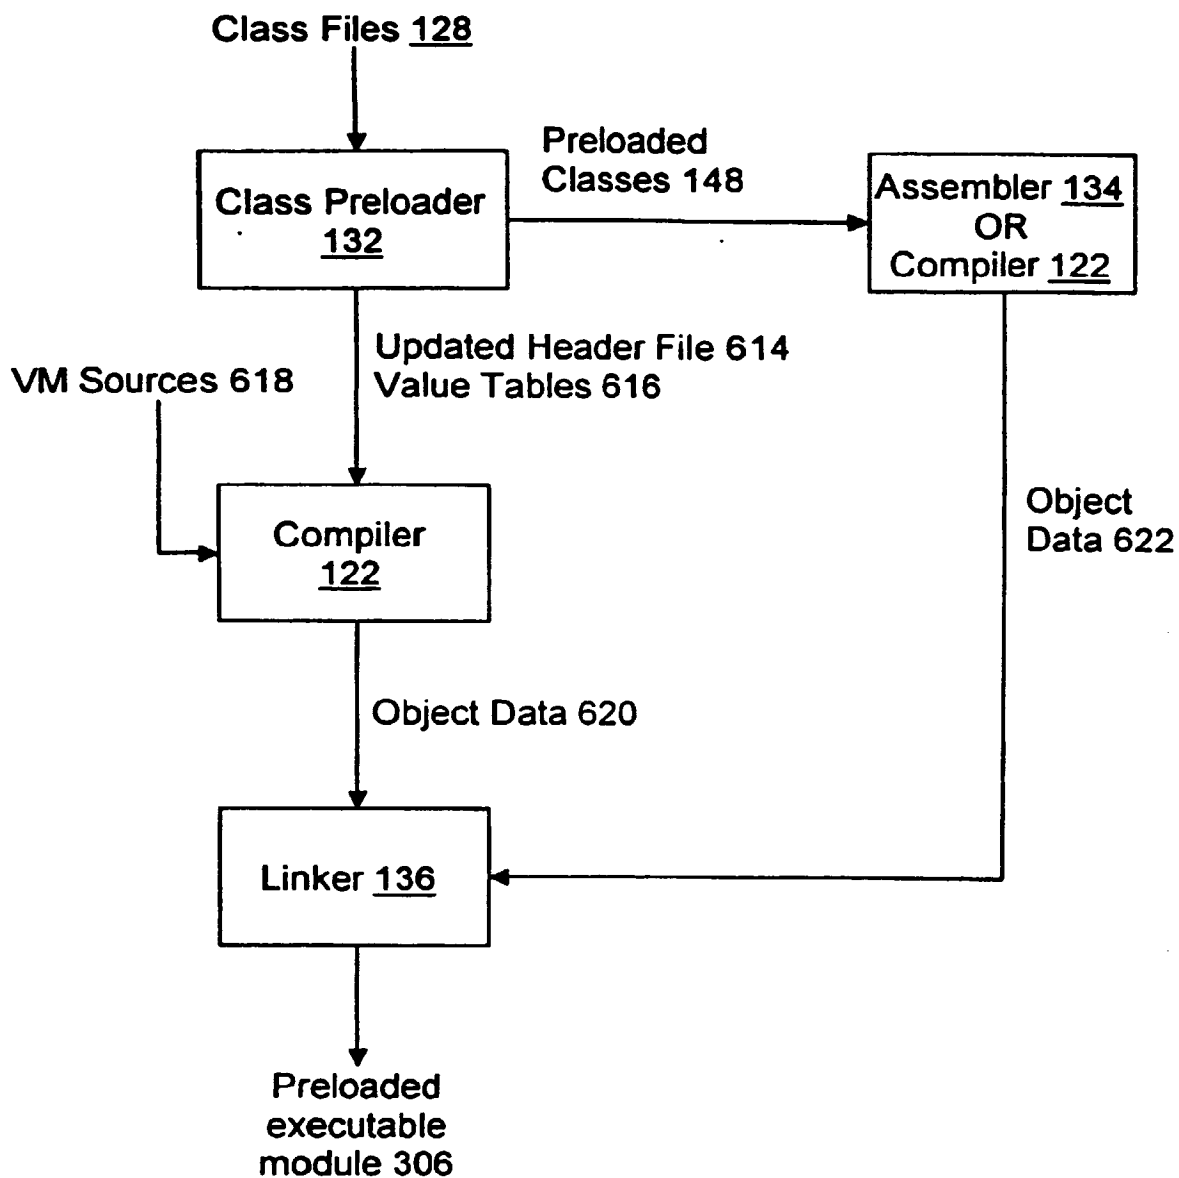 Class Files 128
Preloaded
Classes 148
Class Preloader
132
Assembler 134
OR
Compiler 122
Updated Header File 614
Value Tables 616
VM Sources 618
Compiler
122
Object
Data 622
Object Data 620
Linker 136
Preloaded
executable
module 306